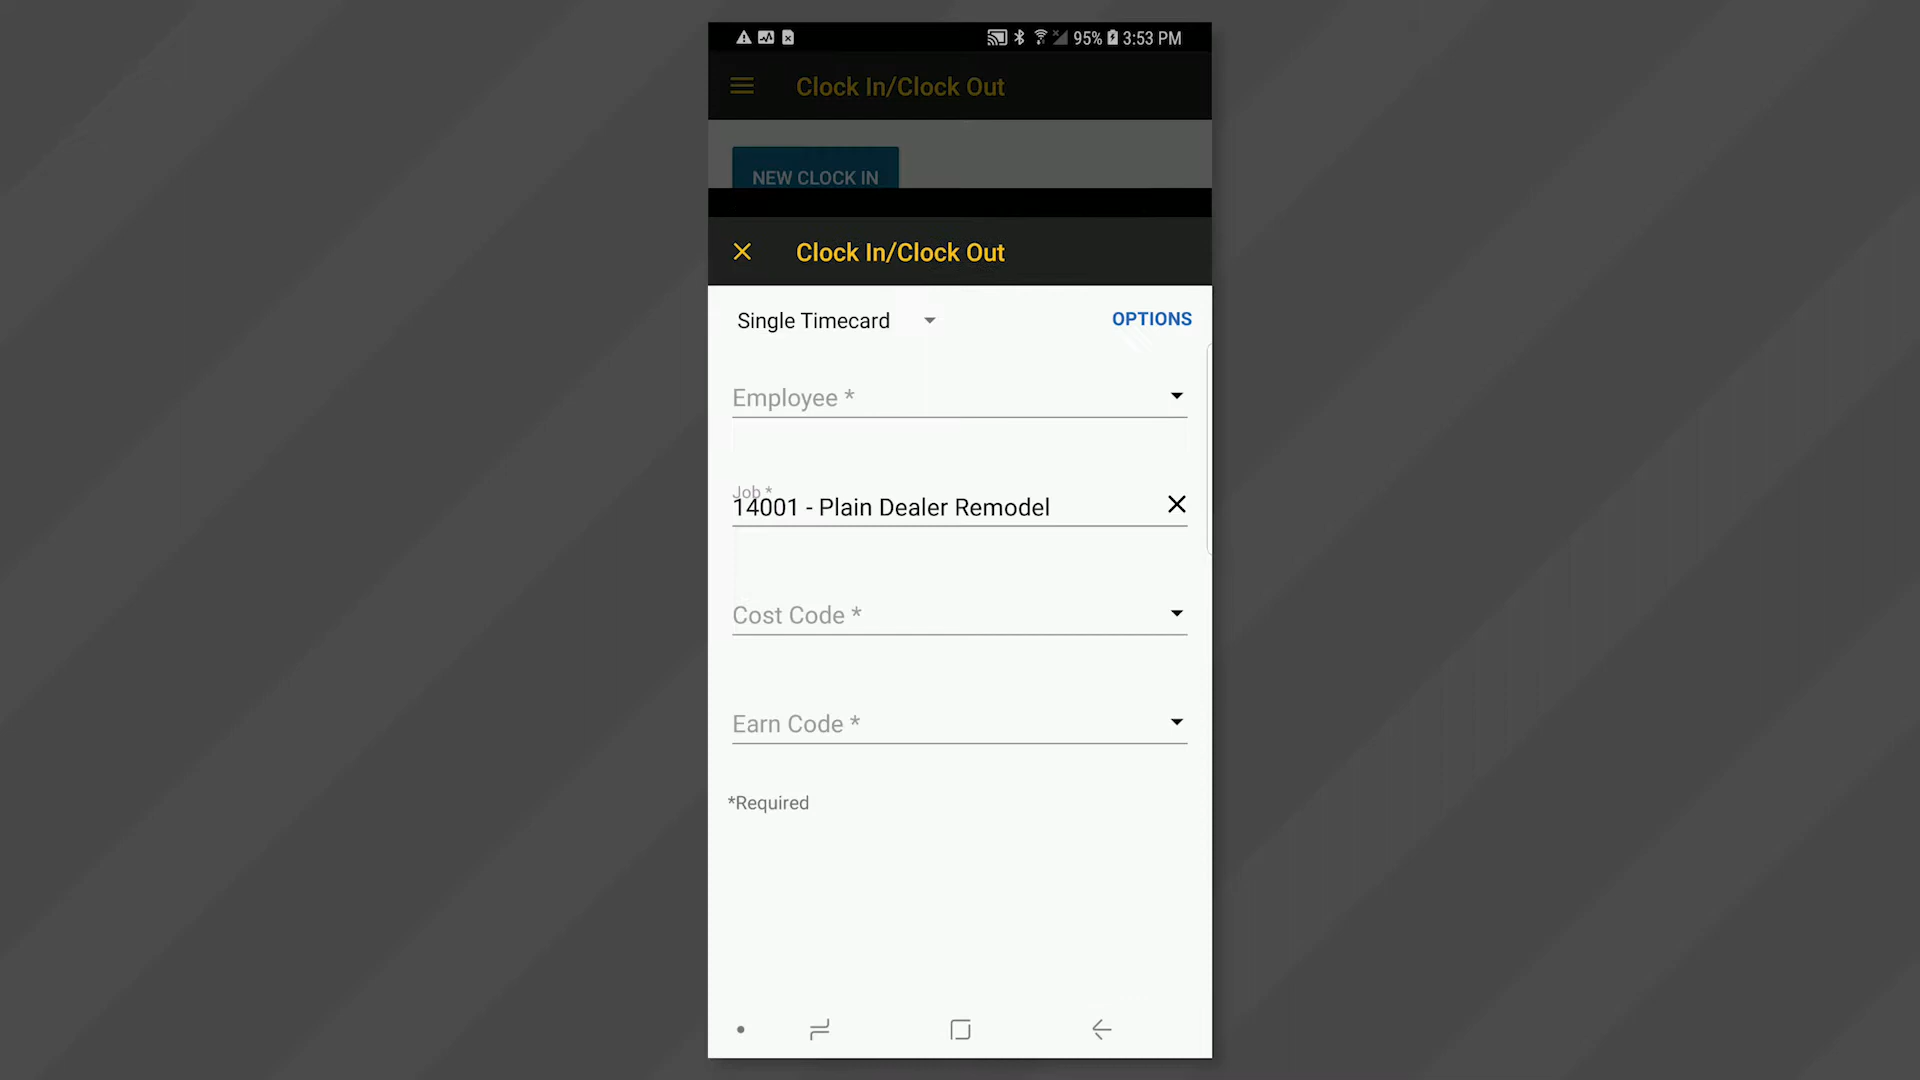 95% 3:53 PM
Clock In/Clock Out
NEW CLOCK IN
Clock In/Clock Out
Single Timecard
OPTIONS
Employee *
Job *
14001 - Plain Dealer Remodel
Cost Code *
Earn Code *
*Required